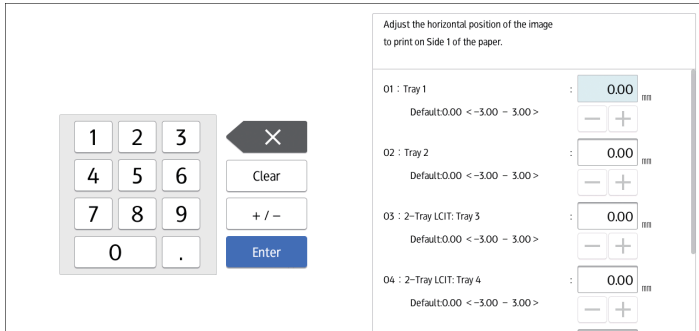 Adjust the horizontal position of the image
to print on Side 1 of the paper.
01 : Tray 1 : 0.00 mm
Default:0.00 < -3.00 - 3.00 >
- +
02 : Tray 2 : 0.00 mm
Default:0.00 < -3.00 - 3.00 >
- +
03 : 2-Tray LCIT: Tray 3 : 0.00 mm
Default:0.00 < -3.00 - 3.00 >
- +
04 : 2-Tray LCIT: Tray 4 : 0.00 mm
Default:0.00 < -3.00 - 3.00 >
- +
1 2 3
4 5 6 Clear
7 8 9 + / -
0 . Enter